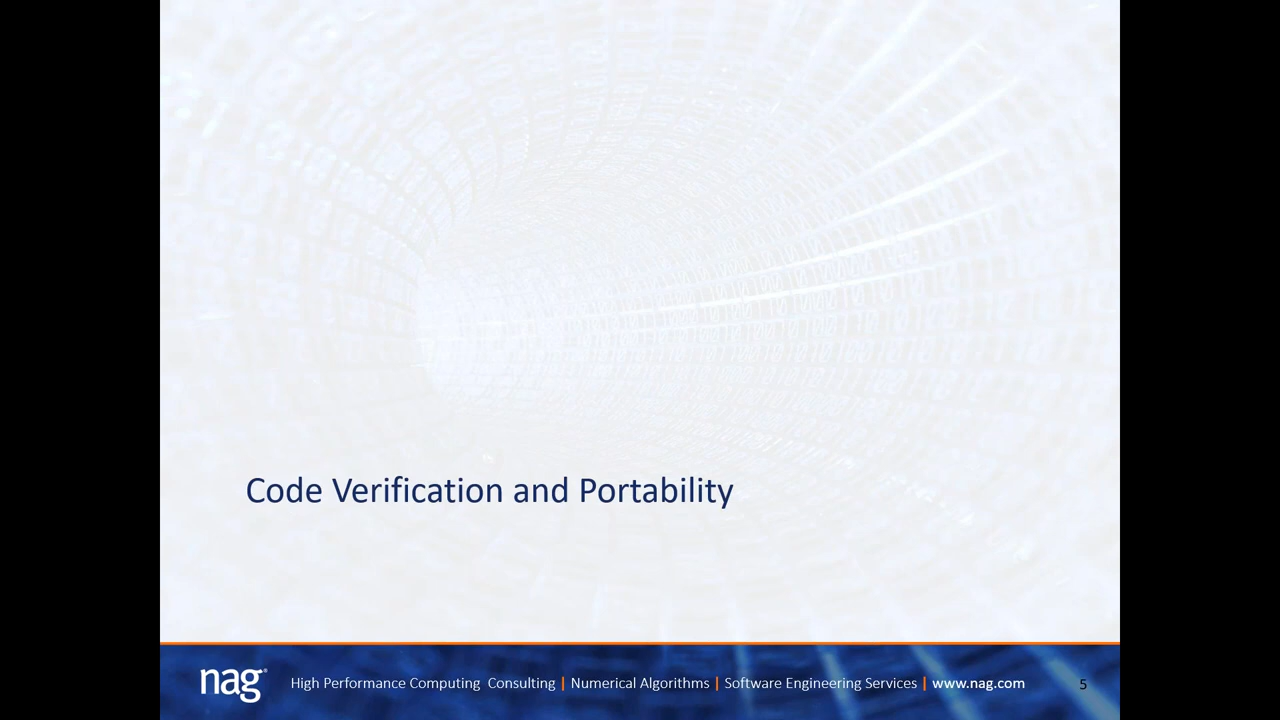 Code Verification and Portability
nag® High Performance Computing Consulting | Numerical Algorithms | Software Engineering Services | www.nag.com 5